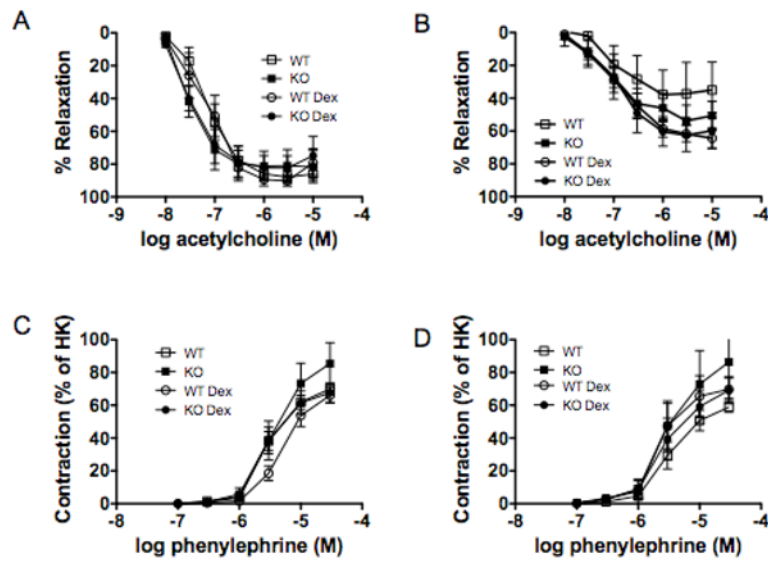 A
% Relaxation
0
20
40
60
80
100
WT
KO
WT Dex
KO Dex
-9 -8 -7 -6 -5 -4
log acetylcholine (M)
B
% Relaxation
0
20
40
60
80
100
WT
KO
WT Dex
KO Dex
-9 -8 -7 -6 -5 -4
log acetylcholine (M)
C
Contraction (% of HK)
100
80
60
40
20
0
WT
KO
WT Dex
KO Dex
-8 -7 -6 -5 -4
log phenylephrine (M)
D
Contraction (% of HK)
100
80
60
40
20
0
WT
KO
WT Dex
KO Dex
-8 -7 -6 -5 -4
log phenylephrine (M)